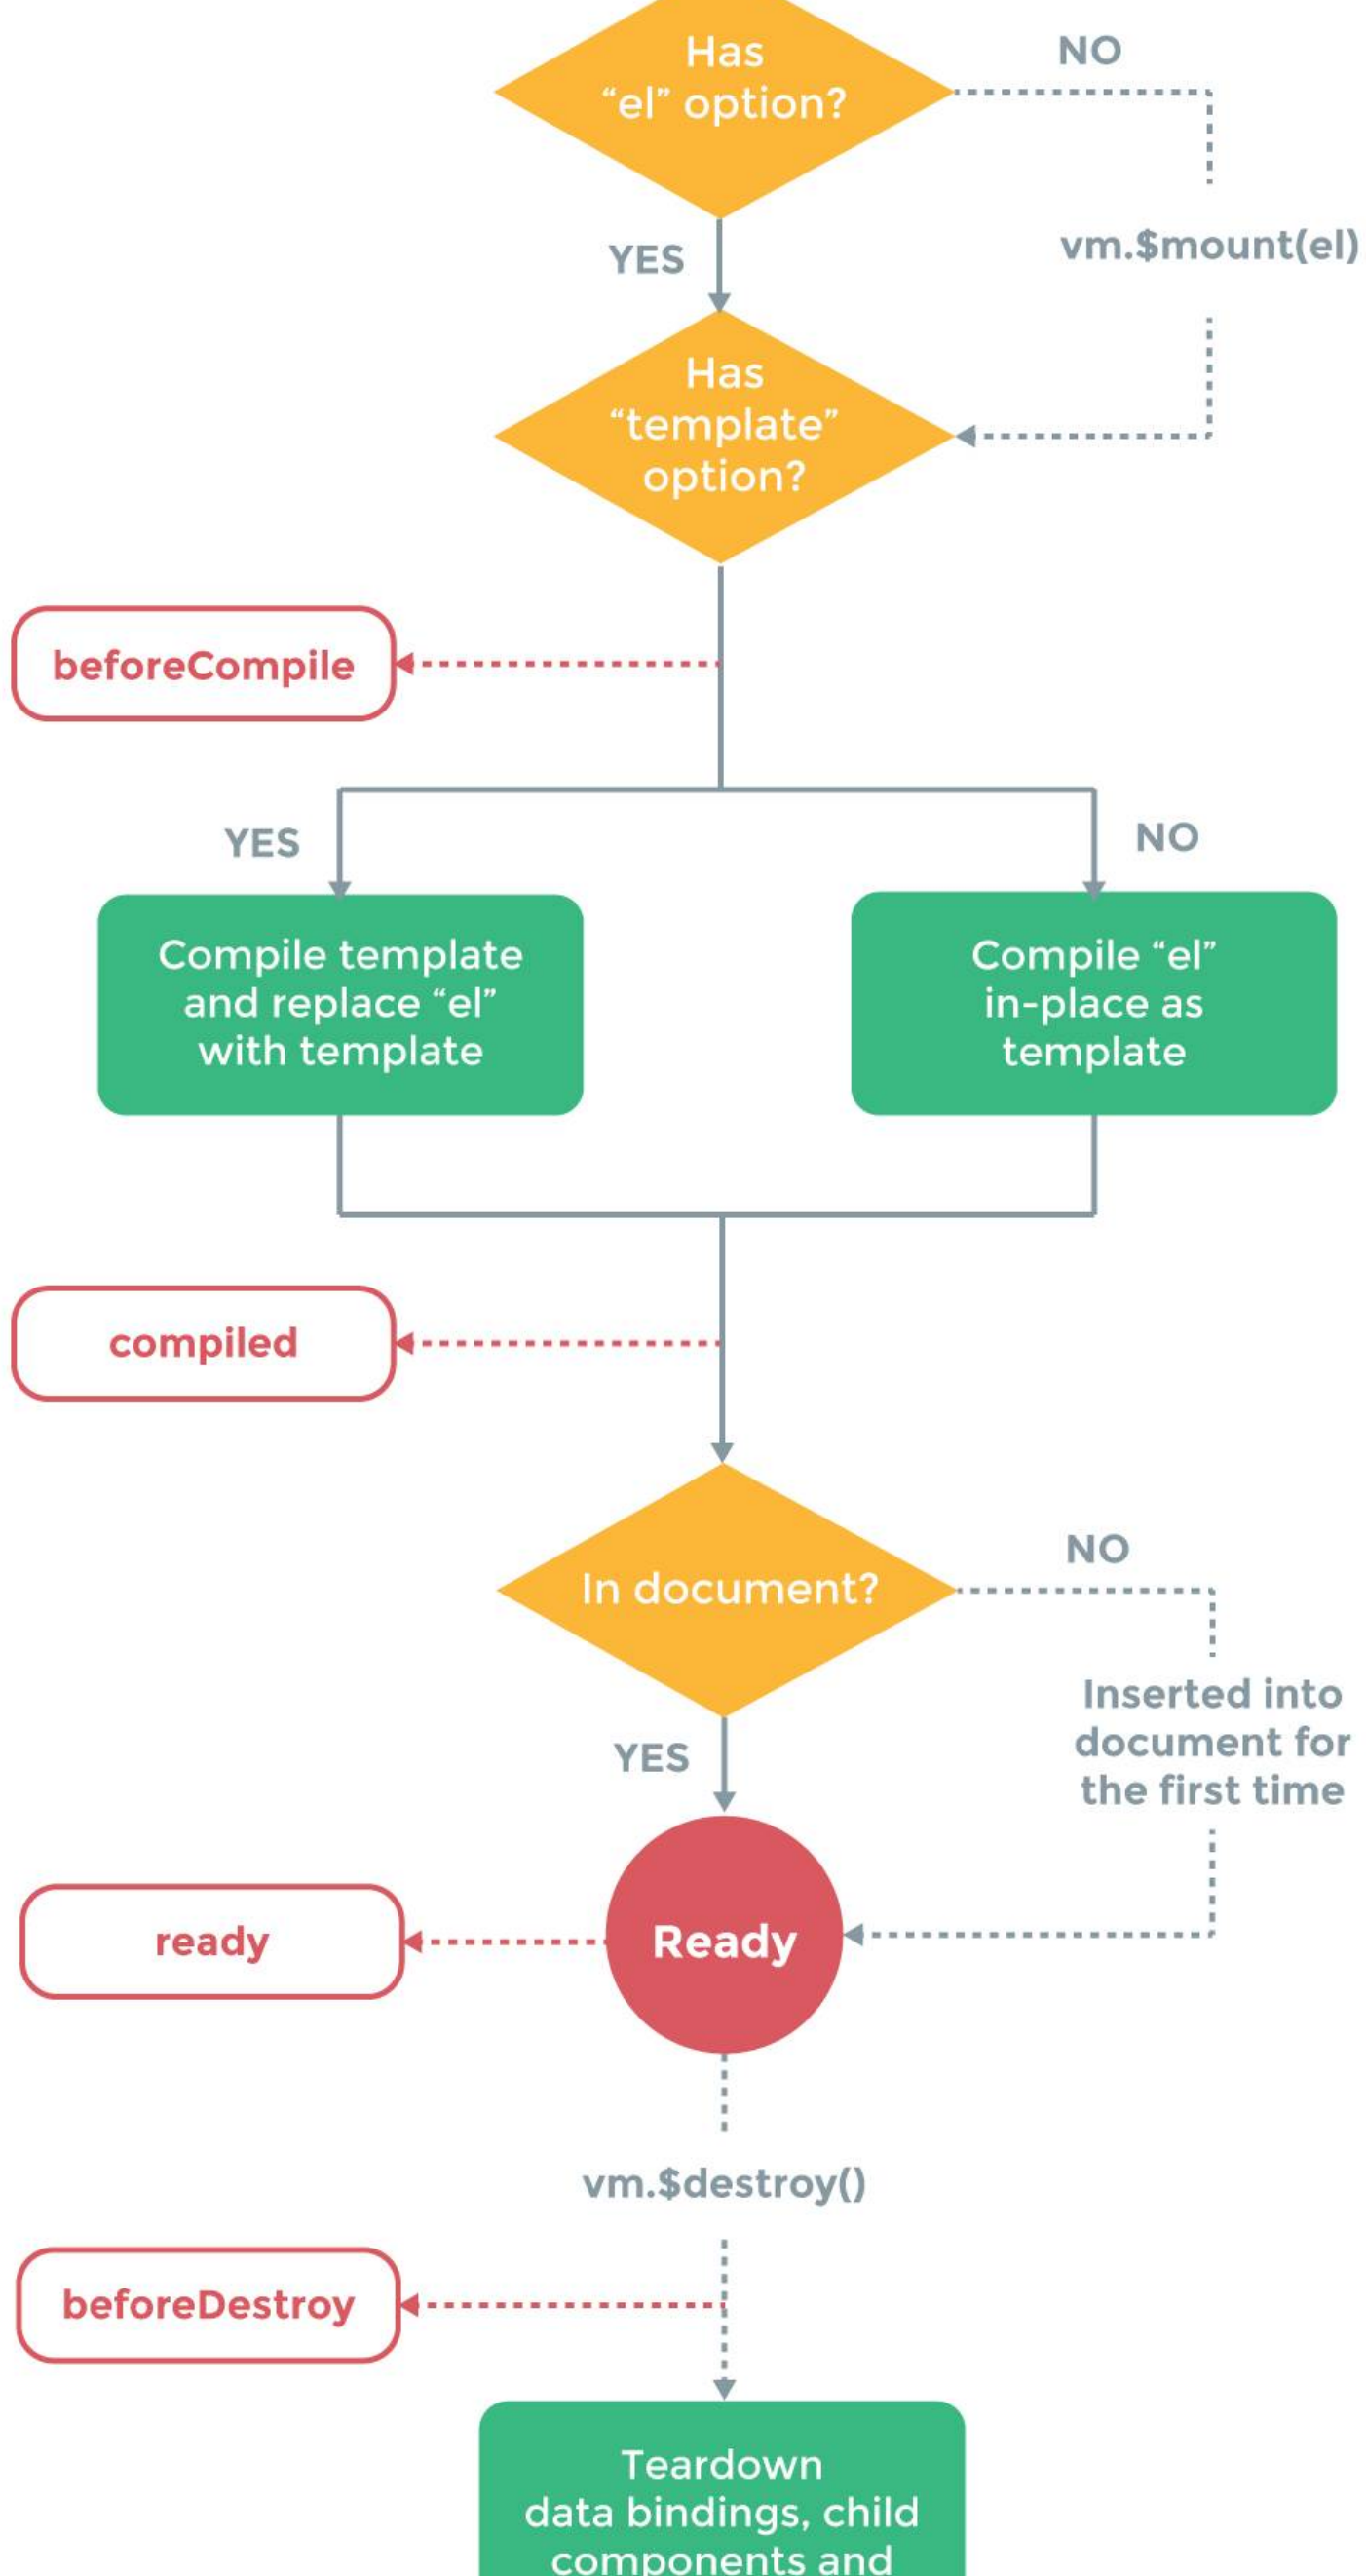 Has
“el” option?
NO
YES
vm.$mount(el)
Has
“template”
option?
beforeCompile
YES
NO
Compile template
and replace “el”
with template
Compile “el”
in-place as
template
compiled
In document?
NO
YES
Inserted into
document for
the first time
ready
Ready
vm.$destroy()
beforeDestroy
Teardown
data bindings, child
components and